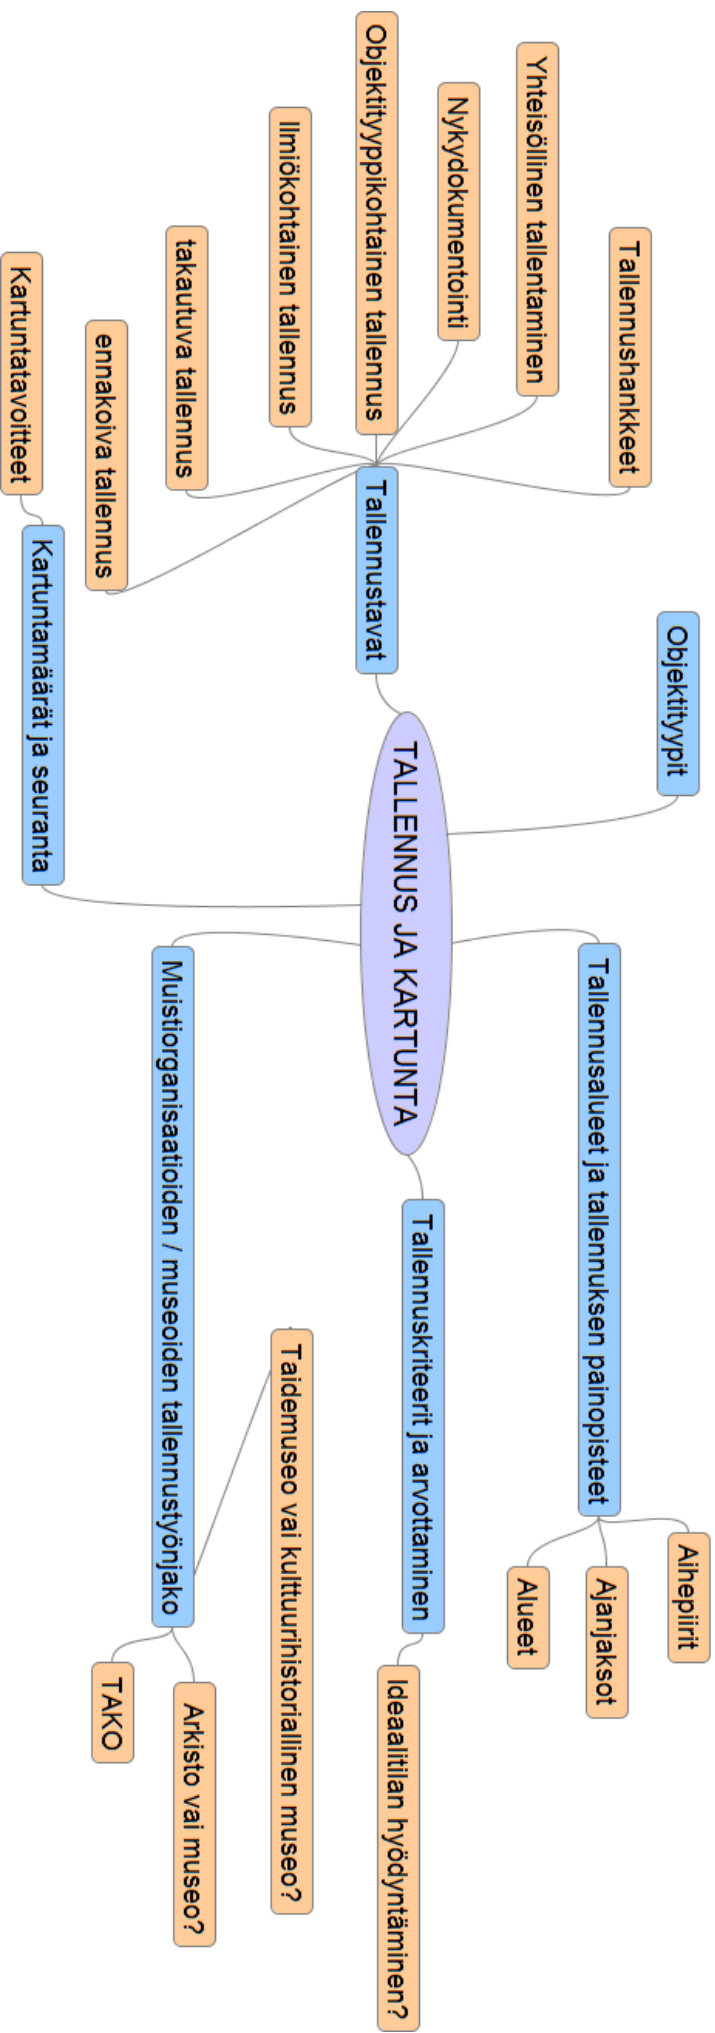 TALLENNUS JA KARTUNTA
Objektityypit
Tallennustavat
Tallennushankkeet
Yhteisöllinen tallentaminen
Nykydokumentointi
Objektityyppikohtainen tallennus
Ilmiökohtainen tallennus
takautuva tallennus
ennakoiva tallennus
Kartuntamäärät ja seuranta
Kartuntatavoitteet
Tallennusalueet ja tallennuksen painopisteet
Aihepiirit
Ajanjaksot
Alueet
Tallennuskriteerit ja arvottaminen
Ideaalitilan hyödyntäminen?
Muistiorganisaatioiden / museoiden tallennustyönjako
Taidemuseo vai kulttuurihistoriallinen museo?
Arkisto vai museo?
TAKO